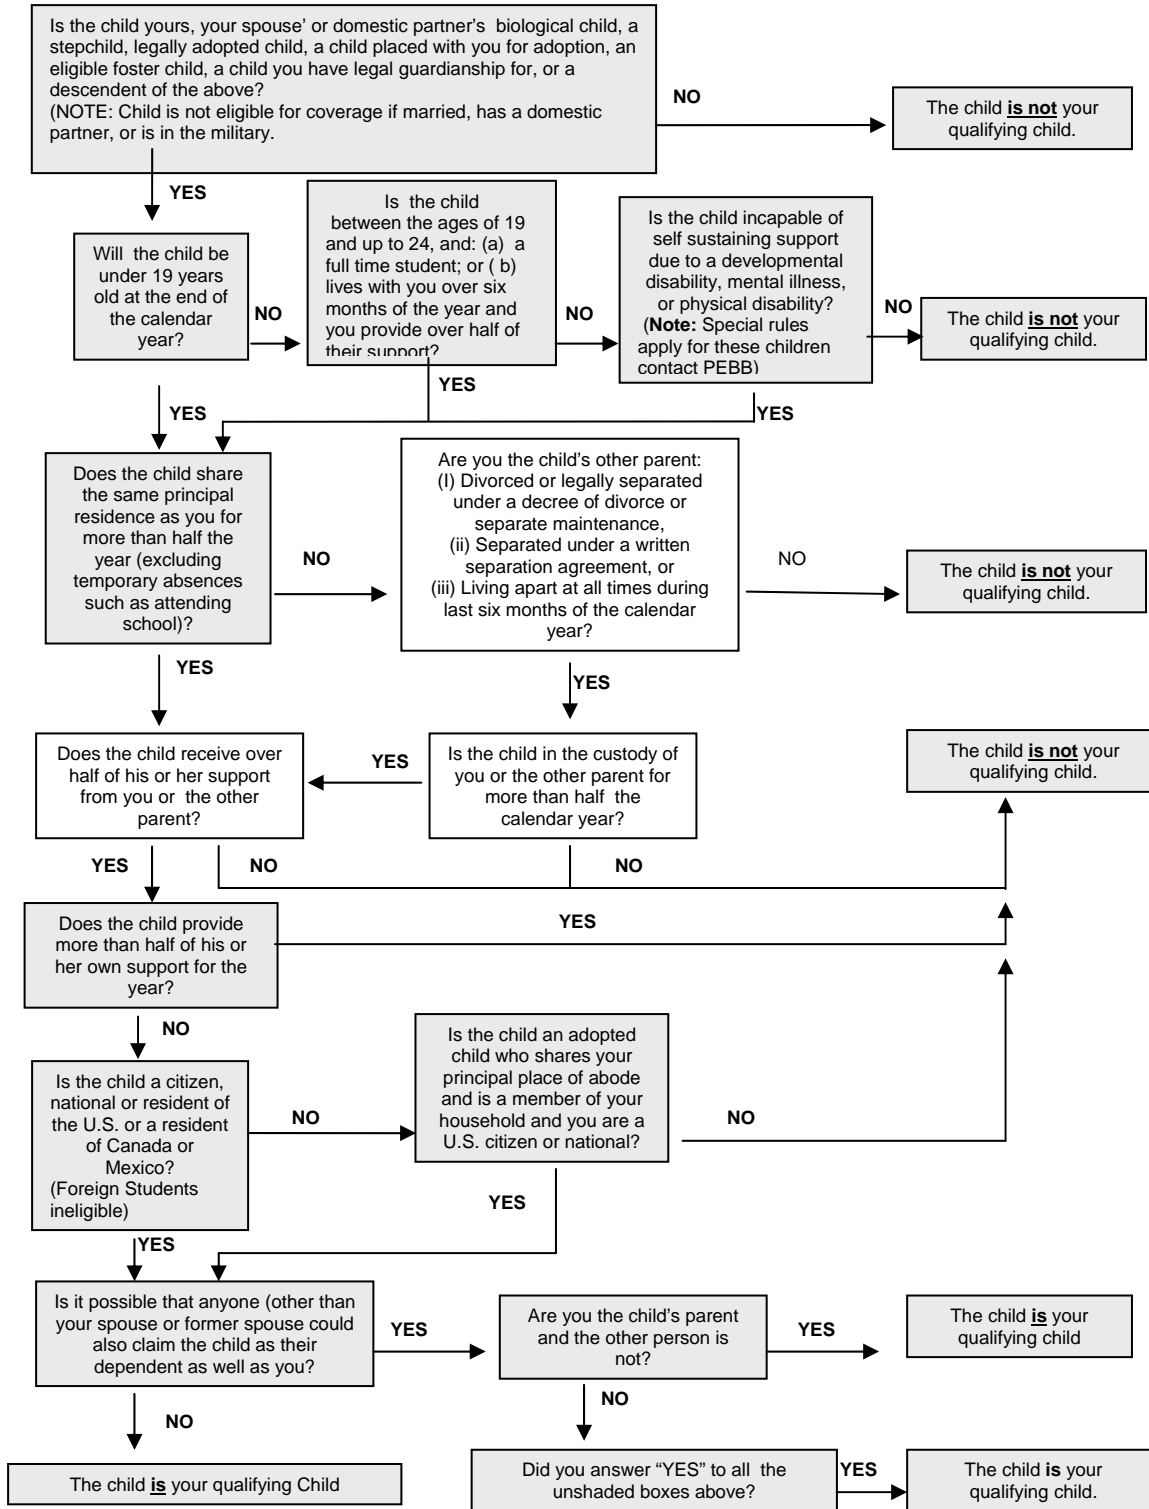 Is the child yours, your spouse' or domestic partner's biological child, a
stepchild, legally adopted child, a child placed with you for adoption, an
eligible foster child, a child you have legal guardianship for, or a
descendent of the above?
(NOTE: Child is not eligible for coverage if married, has a domestic
partner, or is in the military.
NO
The child is not your
qualifying child.
YES
Will the child be
under 19 years
old at the end of
the calendar
year?
NO
Is the child
between the ages of 19
and up to 24, and: (a) a
full time student; or ( b)
lives with you over six
months of the year and
you provide over half of
their support?
NO
Is the child incapable of
self sustaining support
due to a developmental
disability, mental illness,
or physical disability?
(Note: Special rules
apply for these children
contact PEBB)
NO
The child is not your
qualifying child.
YES
YES
YES
Does the child share
the same principal
residence as you for
more than half the
year (excluding
temporary absences
such as attending
school)?
NO
Are you the child's other parent:
(I) Divorced or legally separated
under a decree of divorce or
separate maintenance,
(ii) Separated under a written
separation agreement, or
(iii) Living apart at all times during
last six months of the calendar
year?
NO
The child is not your
qualifying child.
YES
YES
Does the child receive over
half of his or her support
from you or the other
parent?
YES
Is the child in the custody of
you or the other parent for
more than half the
calendar year?
The child is not your
qualifying child.
YES
NO
NO
Does the child provide
more than half of his or
her own support for the
year?
YES
NO
Is the child a citizen,
national or resident of
the U.S. or a resident
of Canada or
Mexico?
(Foreign Students
ineligible)
NO
Is the child an adopted
child who shares your
principal place of abode
and is a member of your
household and you are a
U.S. citizen or national?
NO
YES
YES
Is it possible that anyone (other than
your spouse or former spouse could
also claim the child as their
dependent as well as you?
YES
Are you the child's parent
and the other person is
not?
YES
The child is your
qualifying child
NO
NO
The child is your qualifying Child
Did you answer "YES" to all the
unshaded boxes above?
YES
The child is your
qualifying child.